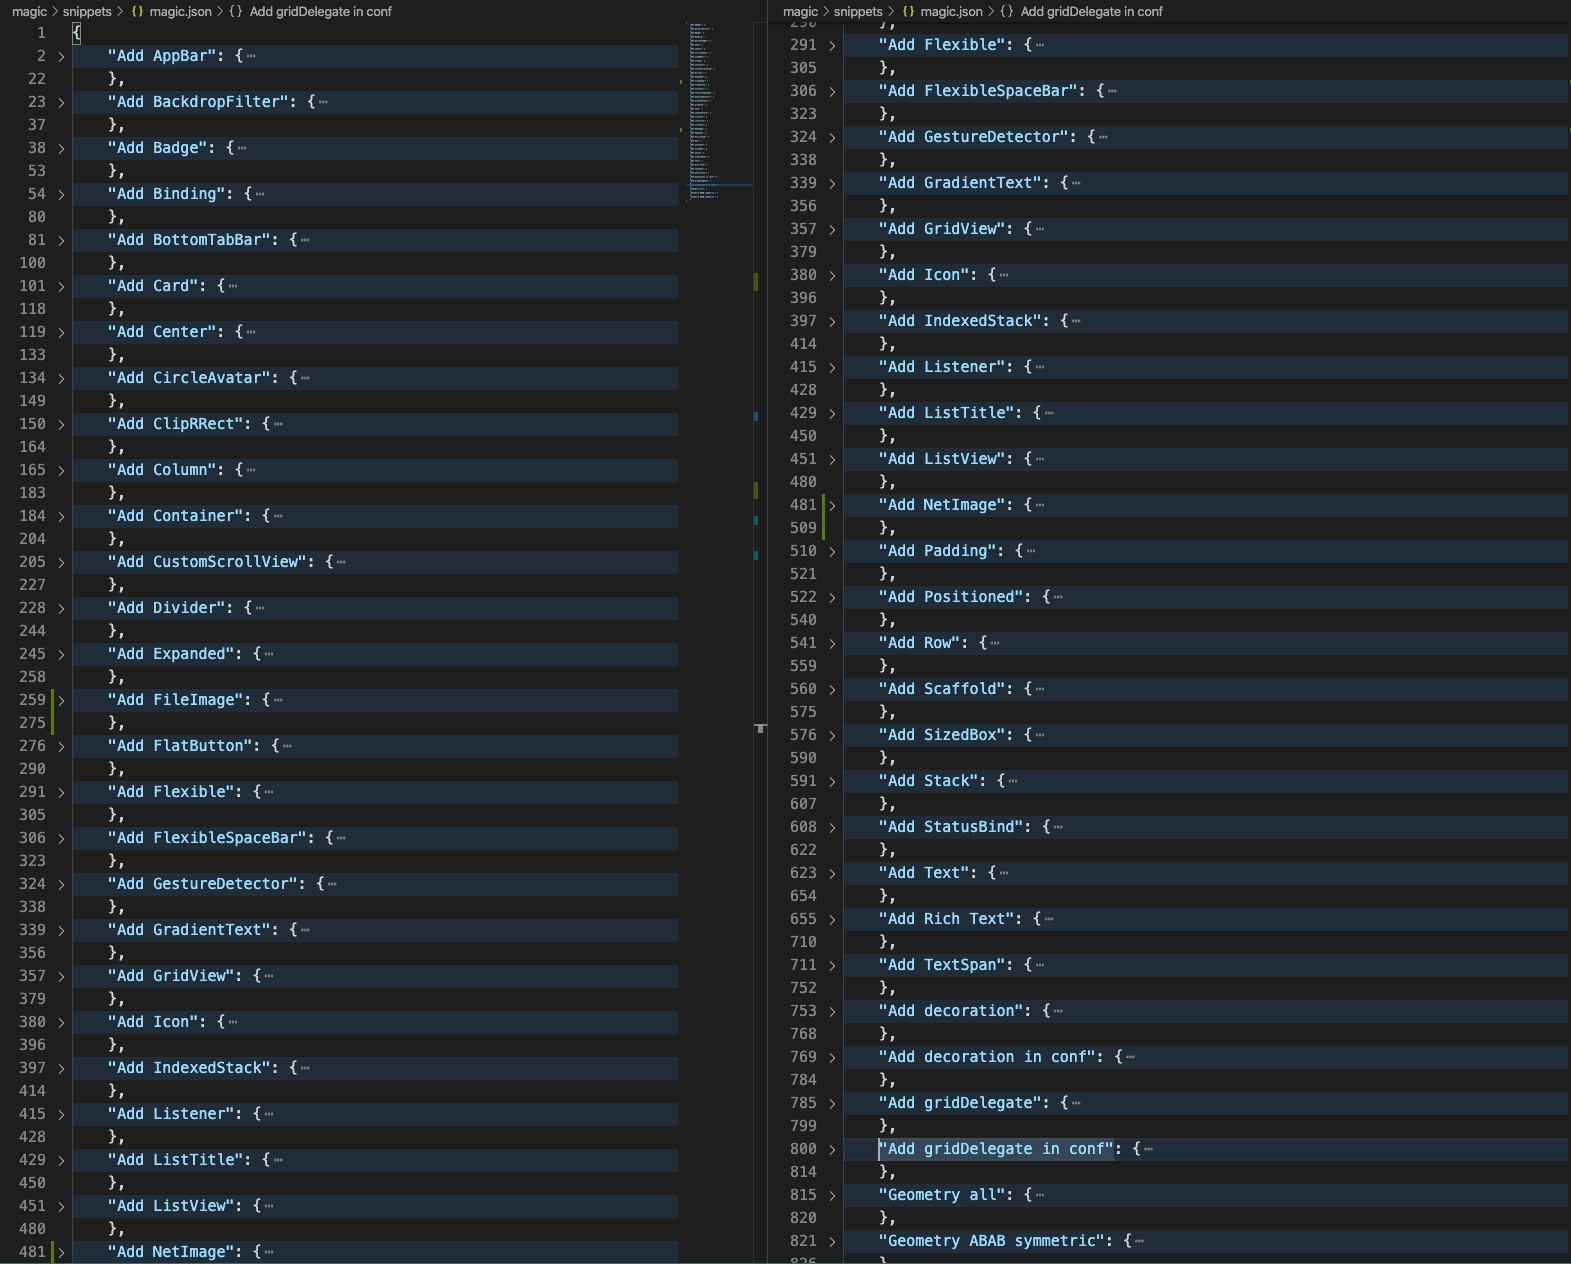 magic > snippets > {} magic.json > {} Add gridDelegate in conf
1 {
2 > "Add AppBar": {…
22 },
23 > "Add BackdropFilter": {…
37 },
38 > "Add Badge": {…
53 },
54 > "Add Binding": {…
80 },
81 > "Add BottomTabBar": {…
100 },
101 > "Add Card": {…
118 },
119 > "Add Center": {…
133 },
134 > "Add CircleAvatar": {…
149 },
150 > "Add ClipRRect": {…
164 },
165 > "Add Column": {…
183 },
184 > "Add Container": {…
204 },
205 > "Add CustomScrollView": {…
227 },
228 > "Add Divider": {…
244 },
245 > "Add Expanded": {…
258 },
259 > "Add FileImage": {…
275 },
276 > "Add FlatButton": {…
290 },
291 > "Add Flexible": {…
305 },
306 > "Add FlexibleSpaceBar": {…
323 },
324 > "Add GestureDetector": {…
338 },
339 > "Add GradientText": {…
356 },
357 > "Add GridView": {…
379 },
380 > "Add Icon": {…
396 },
397 > "Add IndexedStack": {…
414 },
415 > "Add Listener": {…
428 },
429 > "Add ListTitle": {…
450 },
451 > "Add ListView": {…
480 },
481 > "Add NetImage": {…
magic > snippets > {} magic.json > {} Add gridDelegate in conf
290 },
291 > "Add Flexible": {…
305 },
306 > "Add FlexibleSpaceBar": {…
323 },
324 > "Add GestureDetector": {…
338 },
339 > "Add GradientText": {…
356 },
357 > "Add GridView": {…
379 },
380 > "Add Icon": {…
396 },
397 > "Add IndexedStack": {…
414 },
415 > "Add Listener": {…
428 },
429 > "Add ListTitle": {…
450 },
451 > "Add ListView": {…
480 },
481 > "Add NetImage": {…
509 },
510 > "Add Padding": {…
521 },
522 > "Add Positioned": {…
540 },
541 > "Add Row": {…
559 },
560 > "Add Scaffold": {…
575 },
576 > "Add SizedBox": {…
590 },
591 > "Add Stack": {…
607 },
608 > "Add StatusBind": {…
622 },
623 > "Add Text": {…
654 },
655 > "Add Rich Text": {…
710 },
711 > "Add TextSpan": {…
752 },
753 > "Add decoration": {…
768 },
769 > "Add decoration in conf": {…
784 },
785 > "Add gridDelegate": {…
799 },
800 > "Add gridDelegate in conf": {…
814 },
815 > "Geometry all": {…
820 },
821 > "Geometry ABAB symmetric": {…